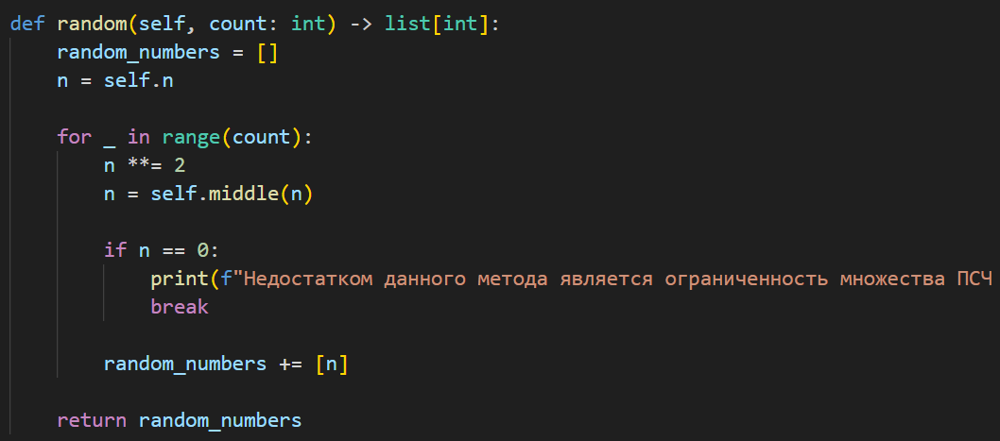 def random(self, count: int) -> list[int]:
    random_numbers = []
    n = self.n
    for _ in range(count):
        n **= 2
        n = self.middle(n)
        if n == 0:
            print(f"Недостатком данного метода является ограниченность множества ПСЧ
            break
        random_numbers += [n]
    return random_numbers